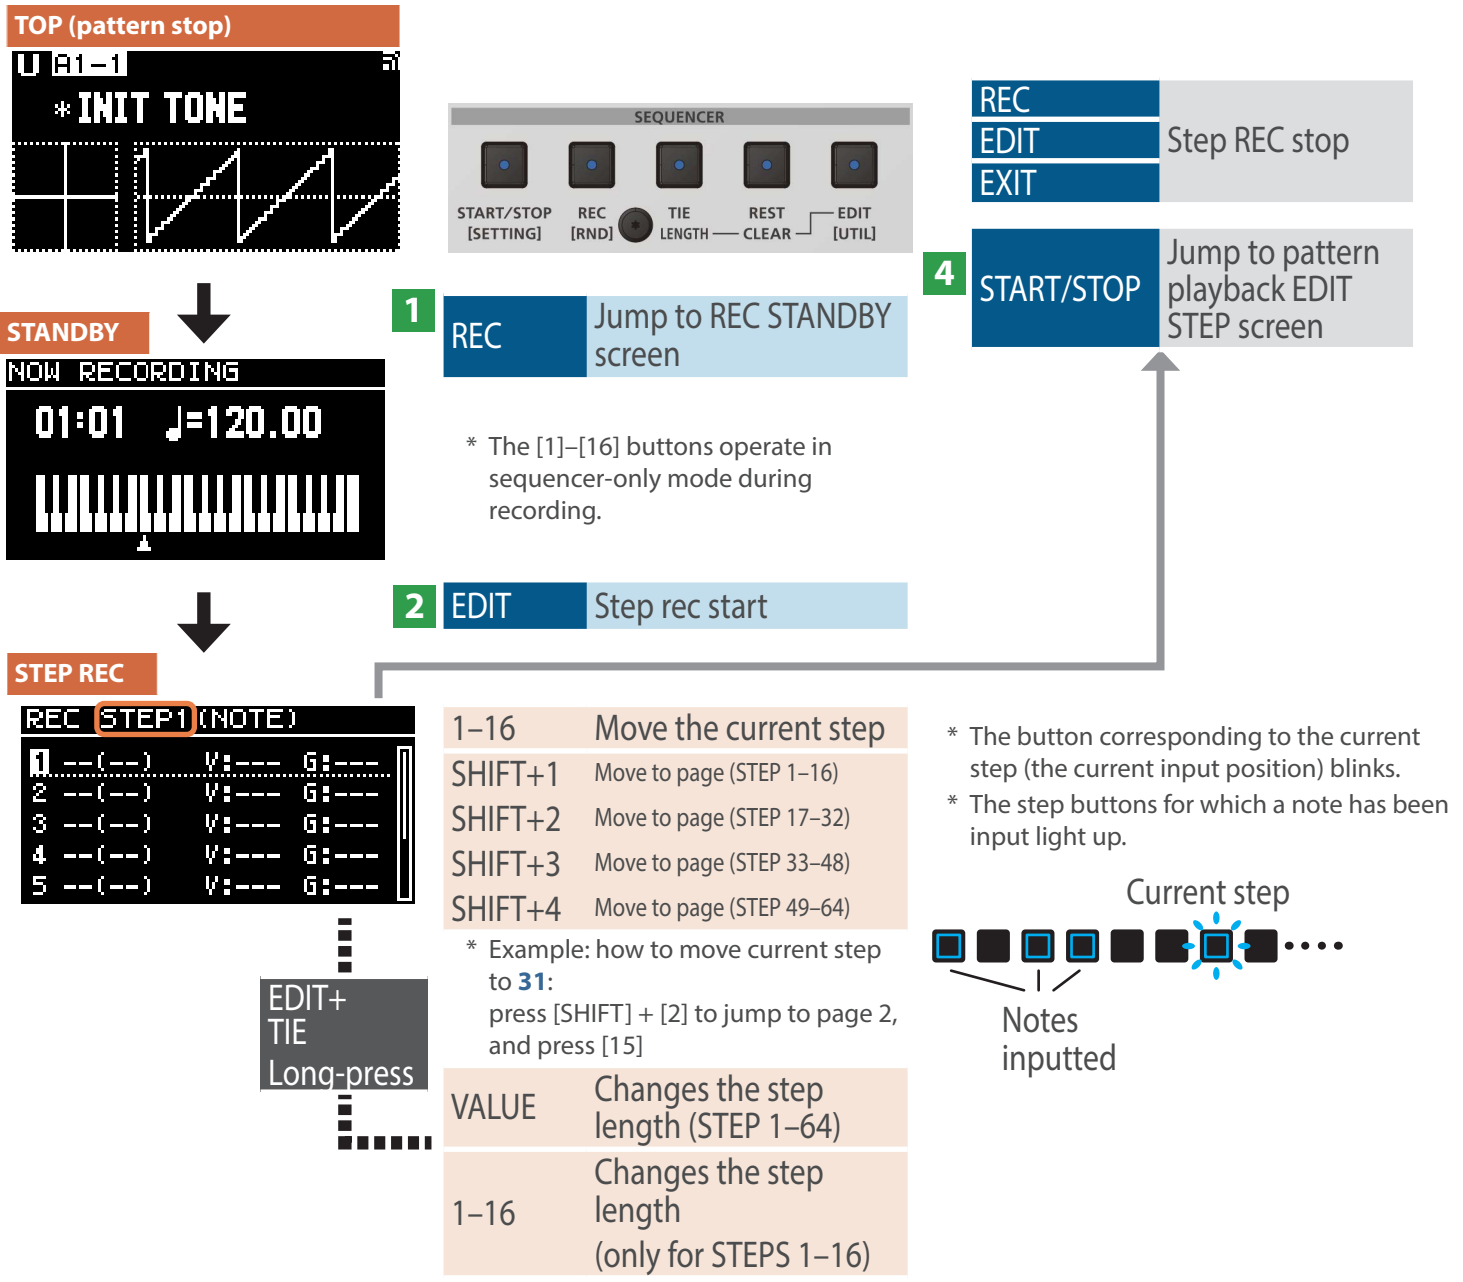 TOP (pattern stop)
U A1-1
*INIT TONE
SEQUENCER
START/STOP
[SETTING]
REC
[RND]
TIE
LENGTH
REST
CLEAR
EDIT
[UTIL]
REC
EDIT
EXIT
Step REC stop
4
START/STOP
Jump to pattern
playback EDIT
STEP screen
1
REC
Jump to REC STANDBY
screen
STANDBY
NOW RECORDING
01:01 ♩=120.00
* The [1]–[16] buttons operate in
sequencer-only mode during
recording.
2
EDIT
Step rec start
STEP REC
REC STEP1(NOTE)
1 --(--) V:--- G:---
2 --(--) V:--- G:---
3 --(--) V:--- G:---
4 --(--) V:--- G:---
5 --(--) V:--- G:---
1–16 Move the current step
SHIFT+1 Move to page (STEP 1–16)
SHIFT+2 Move to page (STEP 17–32)
SHIFT+3 Move to page (STEP 33–48)
SHIFT+4 Move to page (STEP 49–64)
* Example: how to move current step
to 31:
press [SHIFT] + [2] to jump to page 2,
and press [15]
EDIT+
TIE
Long-press
VALUE
Changes the step
length (STEP 1–64)
1–16
Changes the step
length
(only for STEPS 1–16)
* The button corresponding to the current
step (the current input position) blinks.
* The step buttons for which a note has been
input light up.
Current step
Notes
inputted